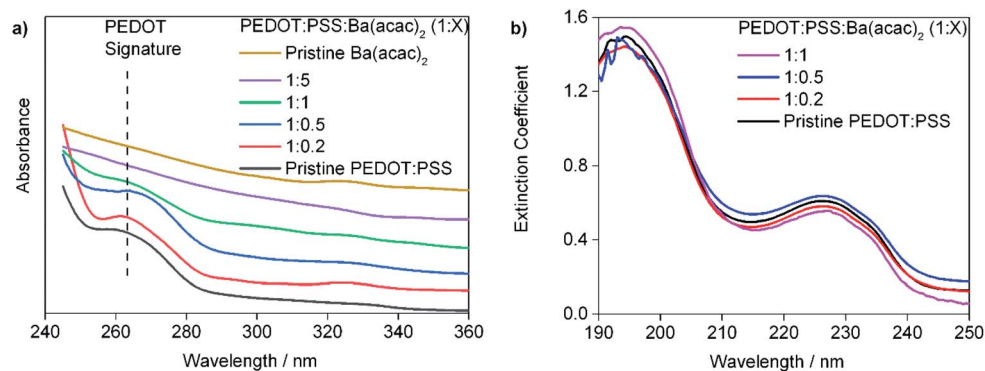 a)
PEDOT
Signature
PEDOT:PSS:Ba(acac)₂ (1:X)
Pristine Ba(acac)₂
1:5
1:1
1:0.5
1:0.2
Pristine PEDOT:PSS
Absorbance
240 260 280 300 320 340 360
Wavelength / nm
b)
PEDOT:PSS:Ba(acac)₂ (1:X)
1:1
1:0.5
1:0.2
Pristine PEDOT:PSS
Extinction Coefficient
1.6
1.2
0.8
0.4
0.0
190 200 210 220 230 240 250
Wavelength / nm